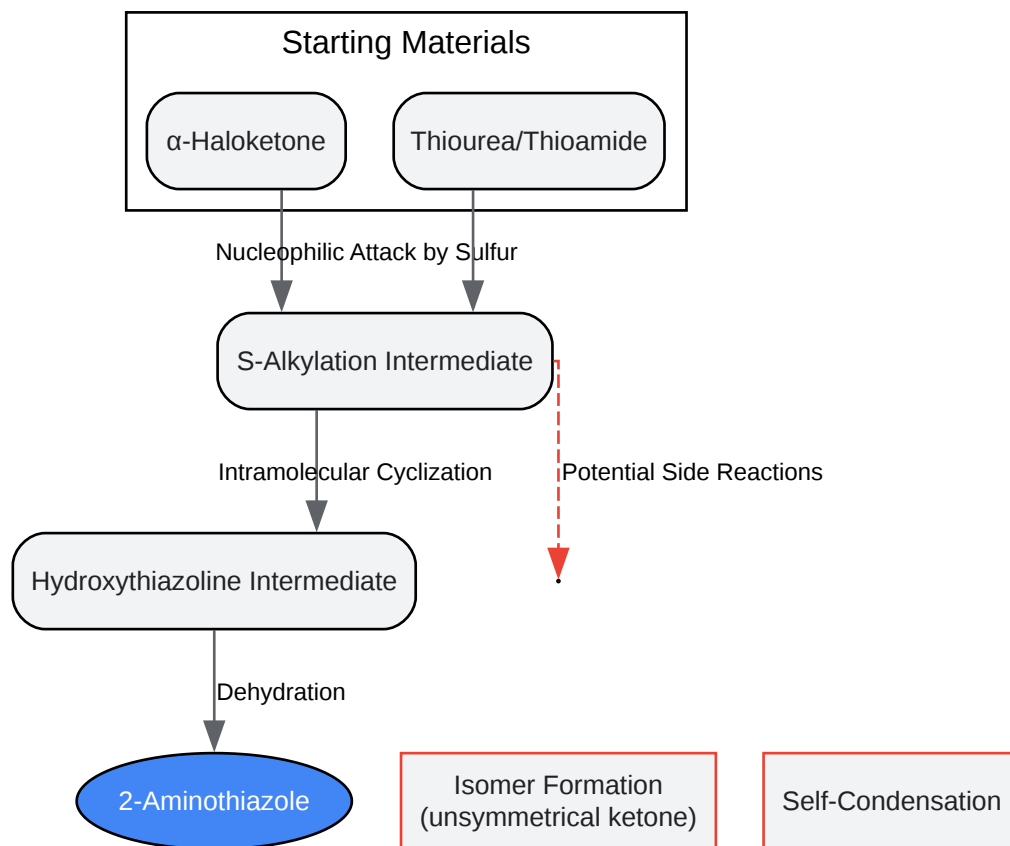 Starting Materials
α-Haloketone
Thiourea/Thioamide
Nucleophilic Attack by Sulfur
S-Alkylation Intermediate
Intramolecular Cyclization
Potential Side Reactions
Hydroxythiazoline Intermediate
Dehydration
2-Aminothiazole
Isomer Formation
(unsymmetrical ketone)
Self-Condensation